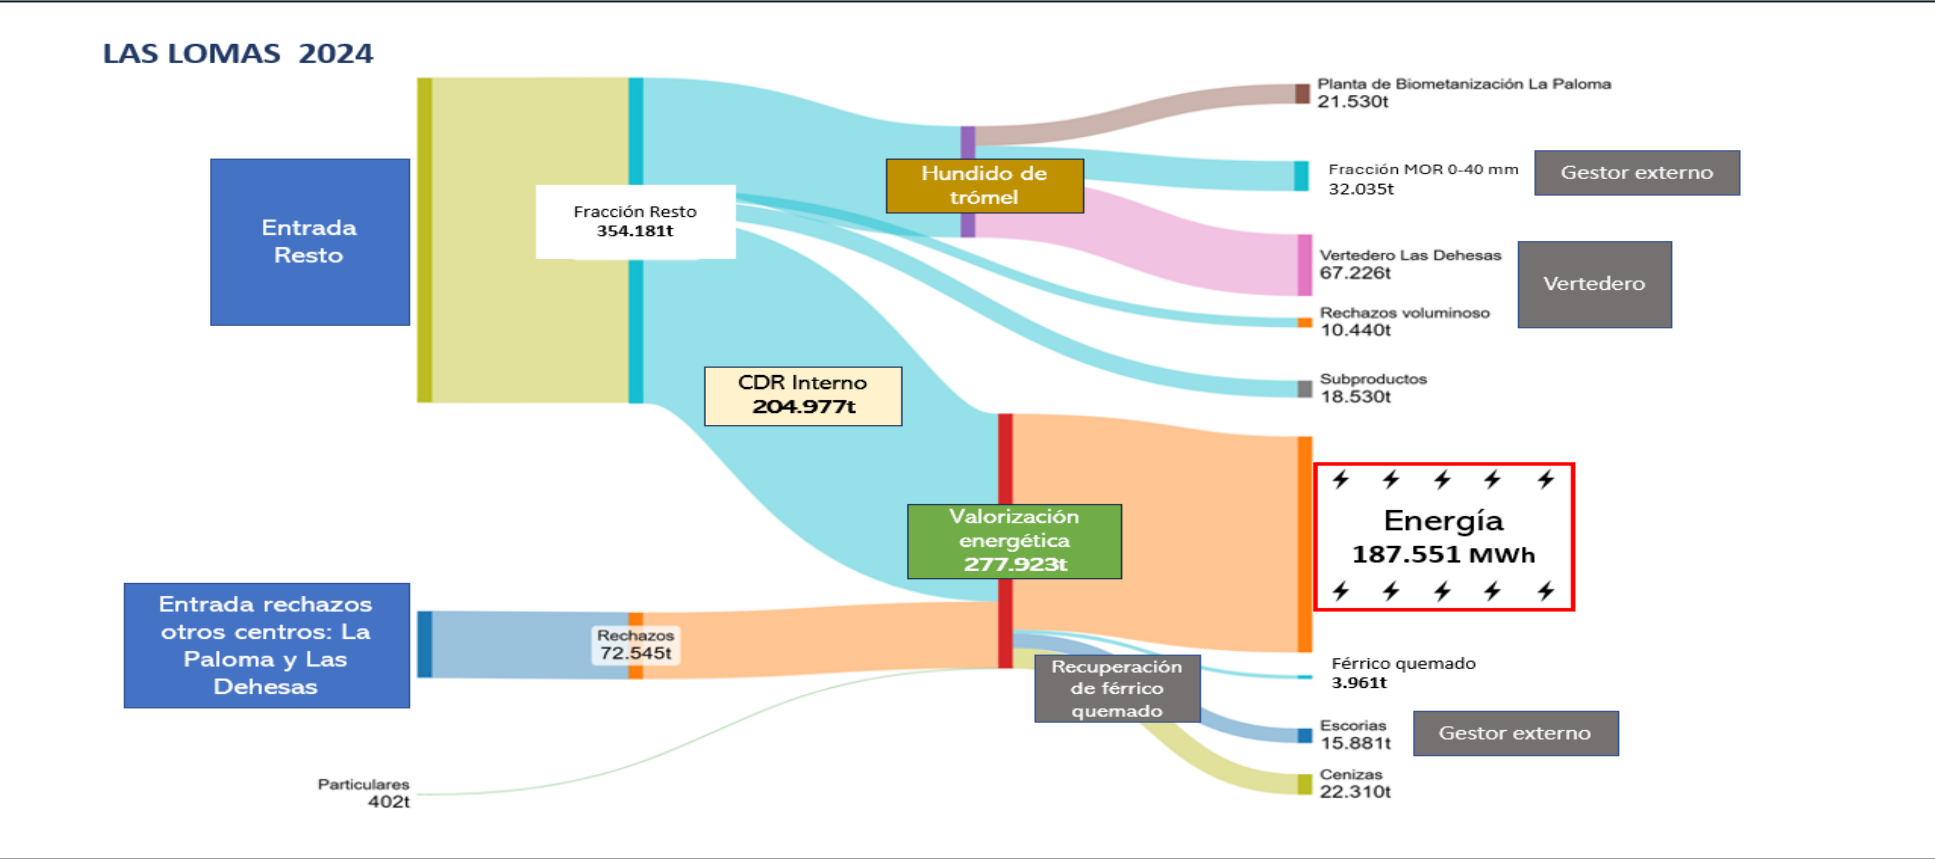 LAS LOMAS  2024
Entrada
Resto
Fracción Resto
354.181t
Hundido de
trómel
Planta de Biometanización La Paloma
21.530t
Fracción MOR 0-40 mm
32.035t
Gestor externo
Vertedero Las Dehesas
67.226t
Vertedero
Rechazos voluminoso
10.440t
Subproductos
18.530t
CDR Interno
204.977t
Valorización
energética
277.923t
Energía
187.551 MWh
Entrada rechazos
otros centros: La
Paloma y Las
Dehesas
Rechazos
72.545t
Recuperación
de férrico
quemado
Férrico quemado
3.961t
Escorias
15.881t
Gestor externo
Cenizas
22.310t
Particulares
402t